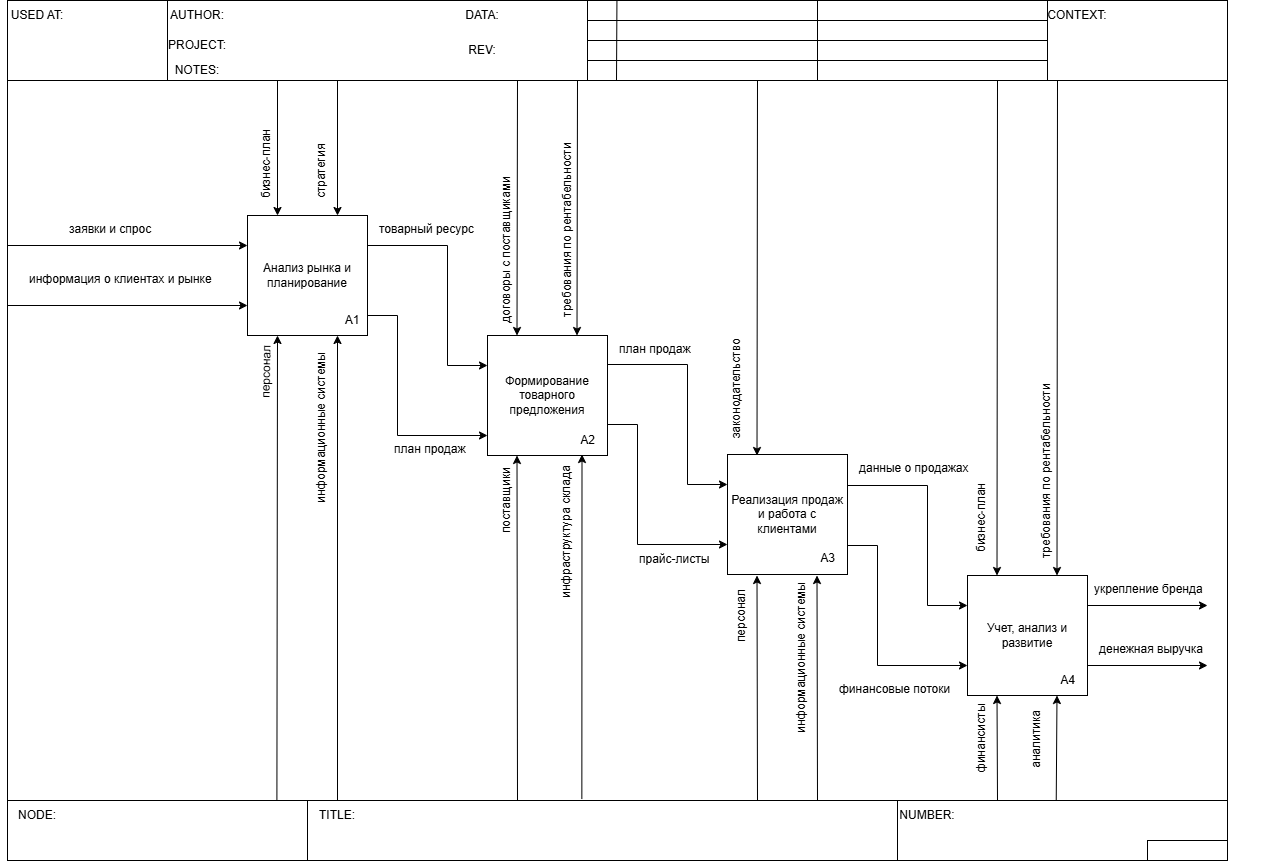 USED AT:
AUTHOR:
DATA:
CONTEXT:
PROJECT:
REV:
NOTES:
бизнес-план
стратегия
договоры с поставщиками
требования по рентабельности
заявки и спрос
товарный ресурс
информация о клиентах и рынке
Анализ рынка и
планирование
A1
персонал
информационные системы
план продаж
план продаж
Формирование
товарного
предложения
A2
поставщики
инфраструктура склада
прайс-листы
законодательство
Реализация продаж
и работа с
клиентами
A3
данные о продажах
персонал
информационные системы
финансовые потоки
бизнес-план
требования по рентабельности
Учет, анализ и
развитие
A4
укрепление бренда
денежная выручка
финансисты
аналитика
NODE:
TITLE:
NUMBER: